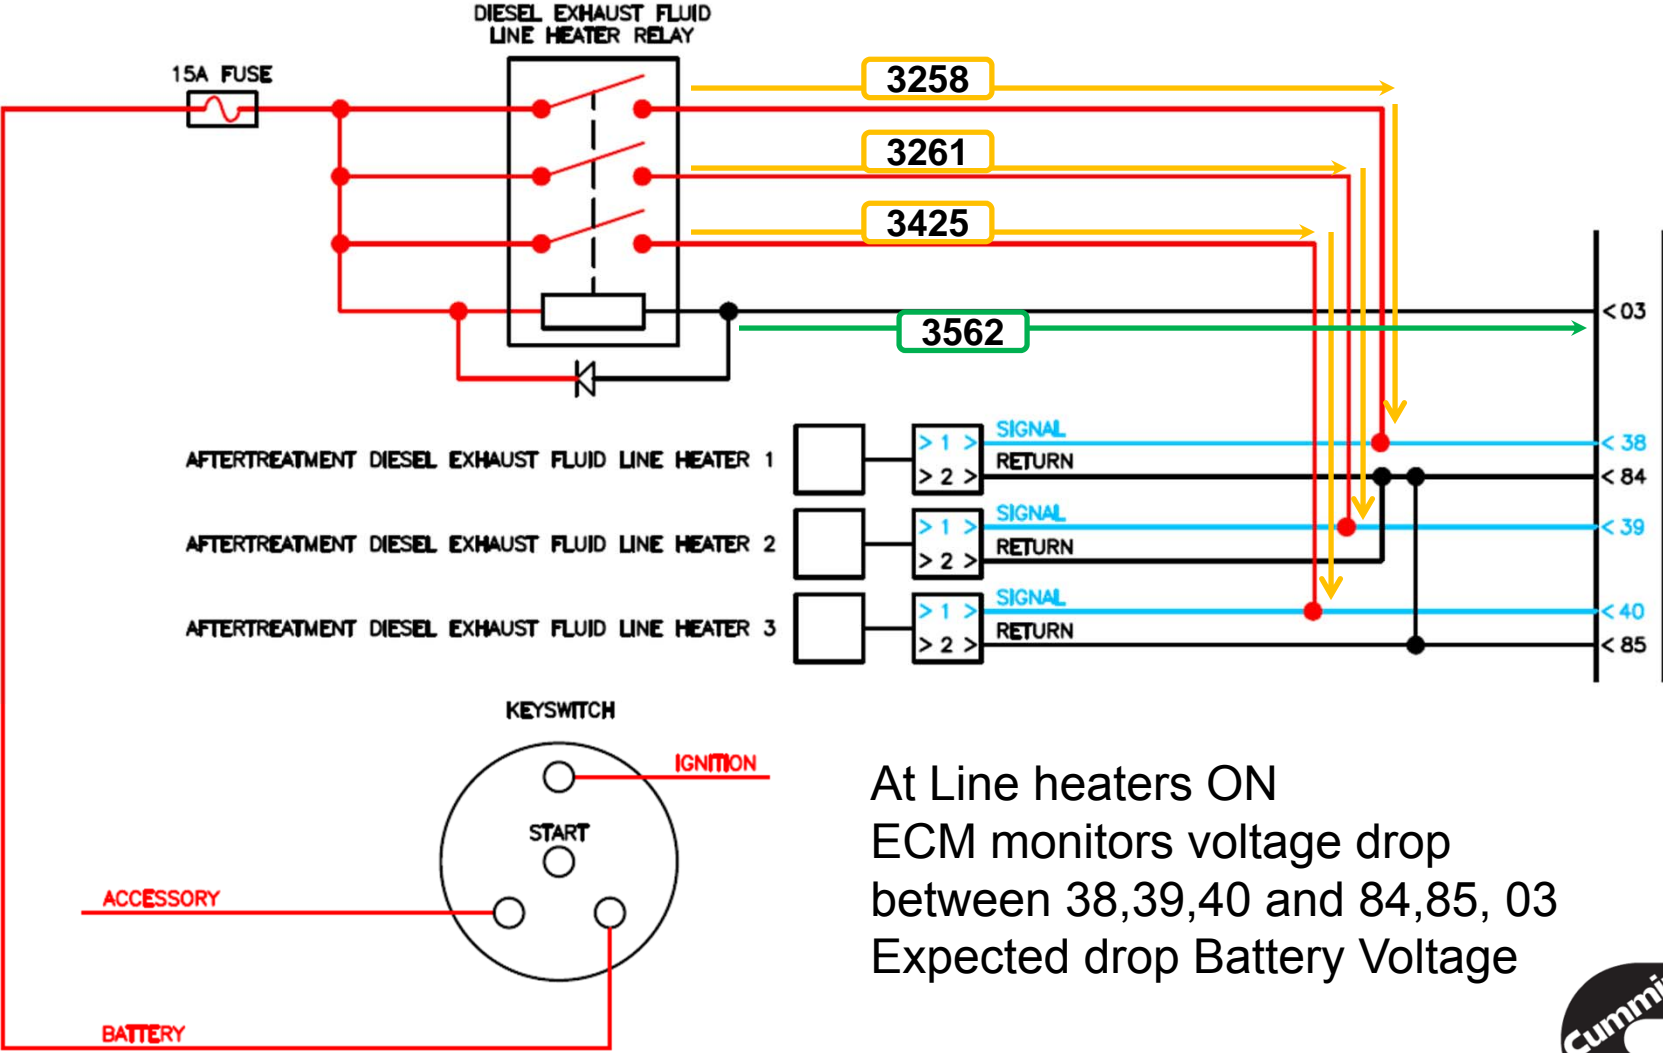 DIESEL EXHAUST FLUID
LINE HEATER RELAY
15A FUSE
3258
3261
3425
3562
<03
AFTERTREATMENT DIESEL EXHAUST FLUID LINE HEATER 1
> 1 >
SIGNAL
<38
> 2 >
RETURN
<84
AFTERTREATMENT DIESEL EXHAUST FLUID LINE HEATER 2
> 1 >
SIGNAL
<39
> 2 >
RETURN
AFTERTREATMENT DIESEL EXHAUST FLUID LINE HEATER 3
> 1 >
SIGNAL
<40
> 2 >
RETURN
<85
KEYSWITCH
IGNITION
START
ACCESSORY
BATTERY
At Line heaters ON
ECM monitors voltage drop
between 38,39,40 and 84,85, 03
Expected drop Battery Voltage